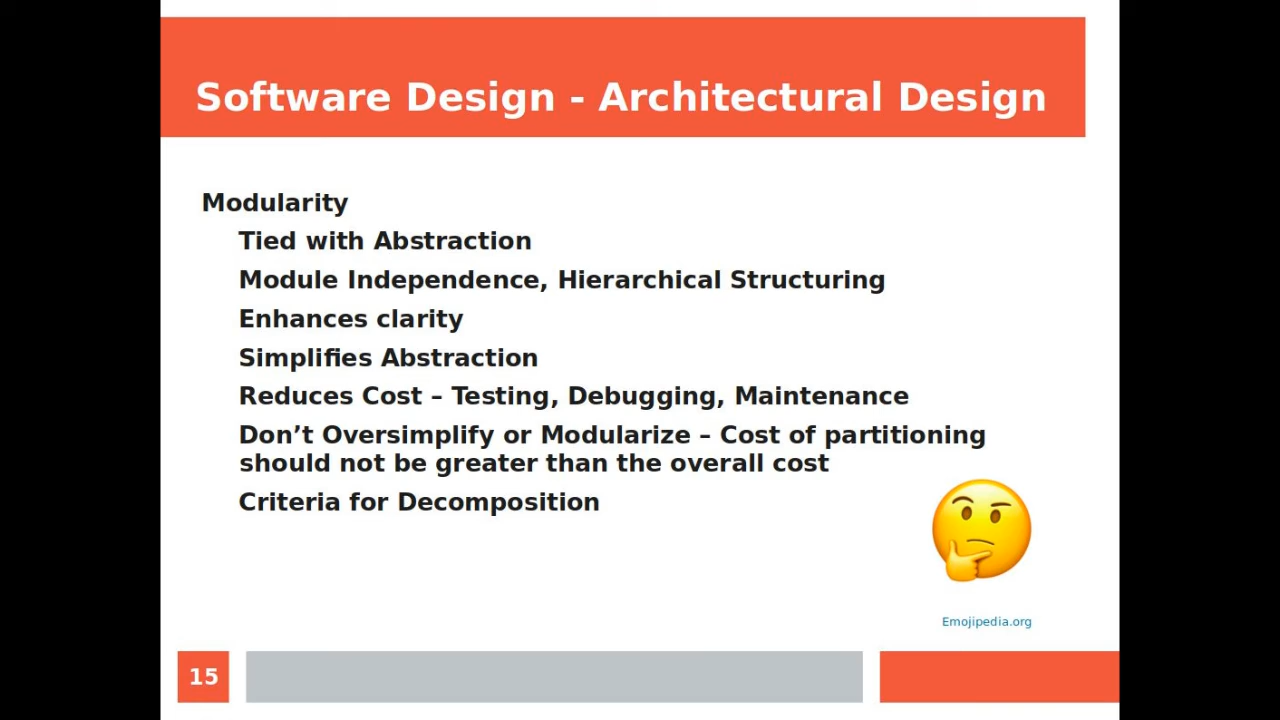 Software Design - Architectural Design
Modularity
Tied with Abstraction
Module Independence, Hierarchical Structuring
Enhances clarity
Simplifies Abstraction
Reduces Cost – Testing, Debugging, Maintenance
Don’t Oversimplify or Modularize – Cost of partitioning
should not be greater than the overall cost
Criteria for Decomposition
Emojipedia.org
15